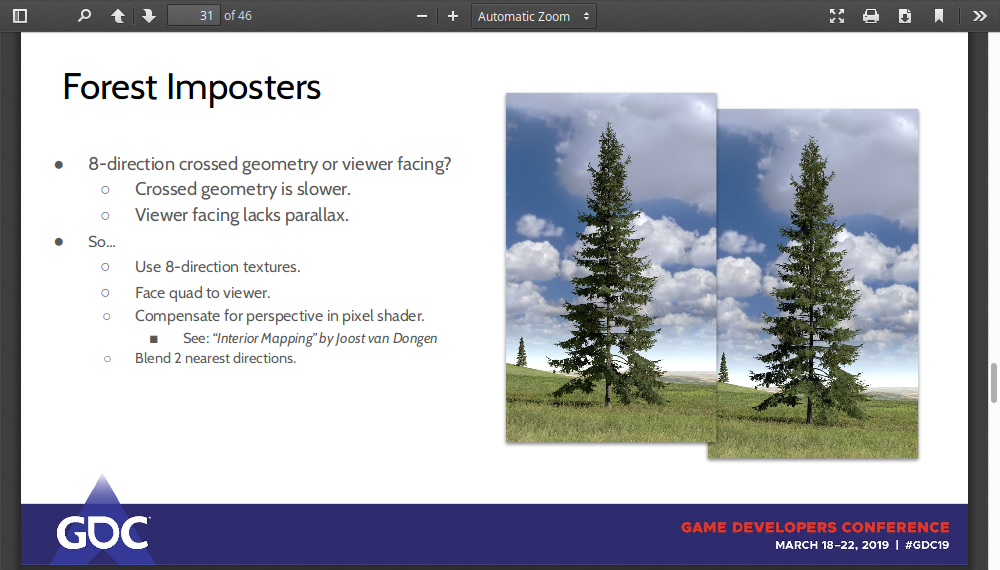 31 of 46
Automatic Zoom
Forest Imposters
8-direction crossed geometry or viewer facing?
Crossed geometry is slower.
Viewer facing lacks parallax.
So...
Use 8-direction textures.
Face quad to viewer.
Compensate for perspective in pixel shader.
See: “Interior Mapping” by Joost van Dongen
Blend 2 nearest directions.
GDC
GAME DEVELOPERS CONFERENCE
MARCH 18–22, 2019 | #GDC19